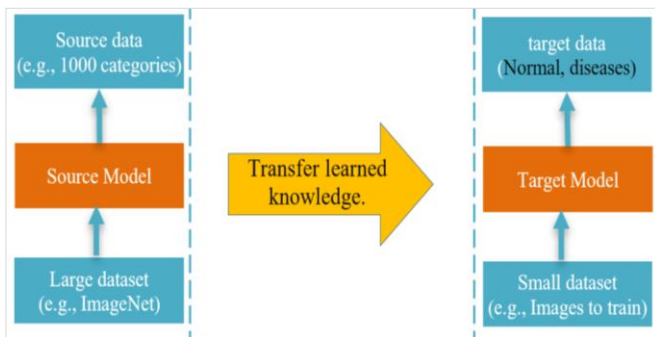 Source data
(e.g., 1000 categories)
Source Model
Large dataset
(e.g., ImageNet)
Transfer learned
knowledge.
target data
(Normal, diseases)
Target Model
Small dataset
(e.g., Images to train)